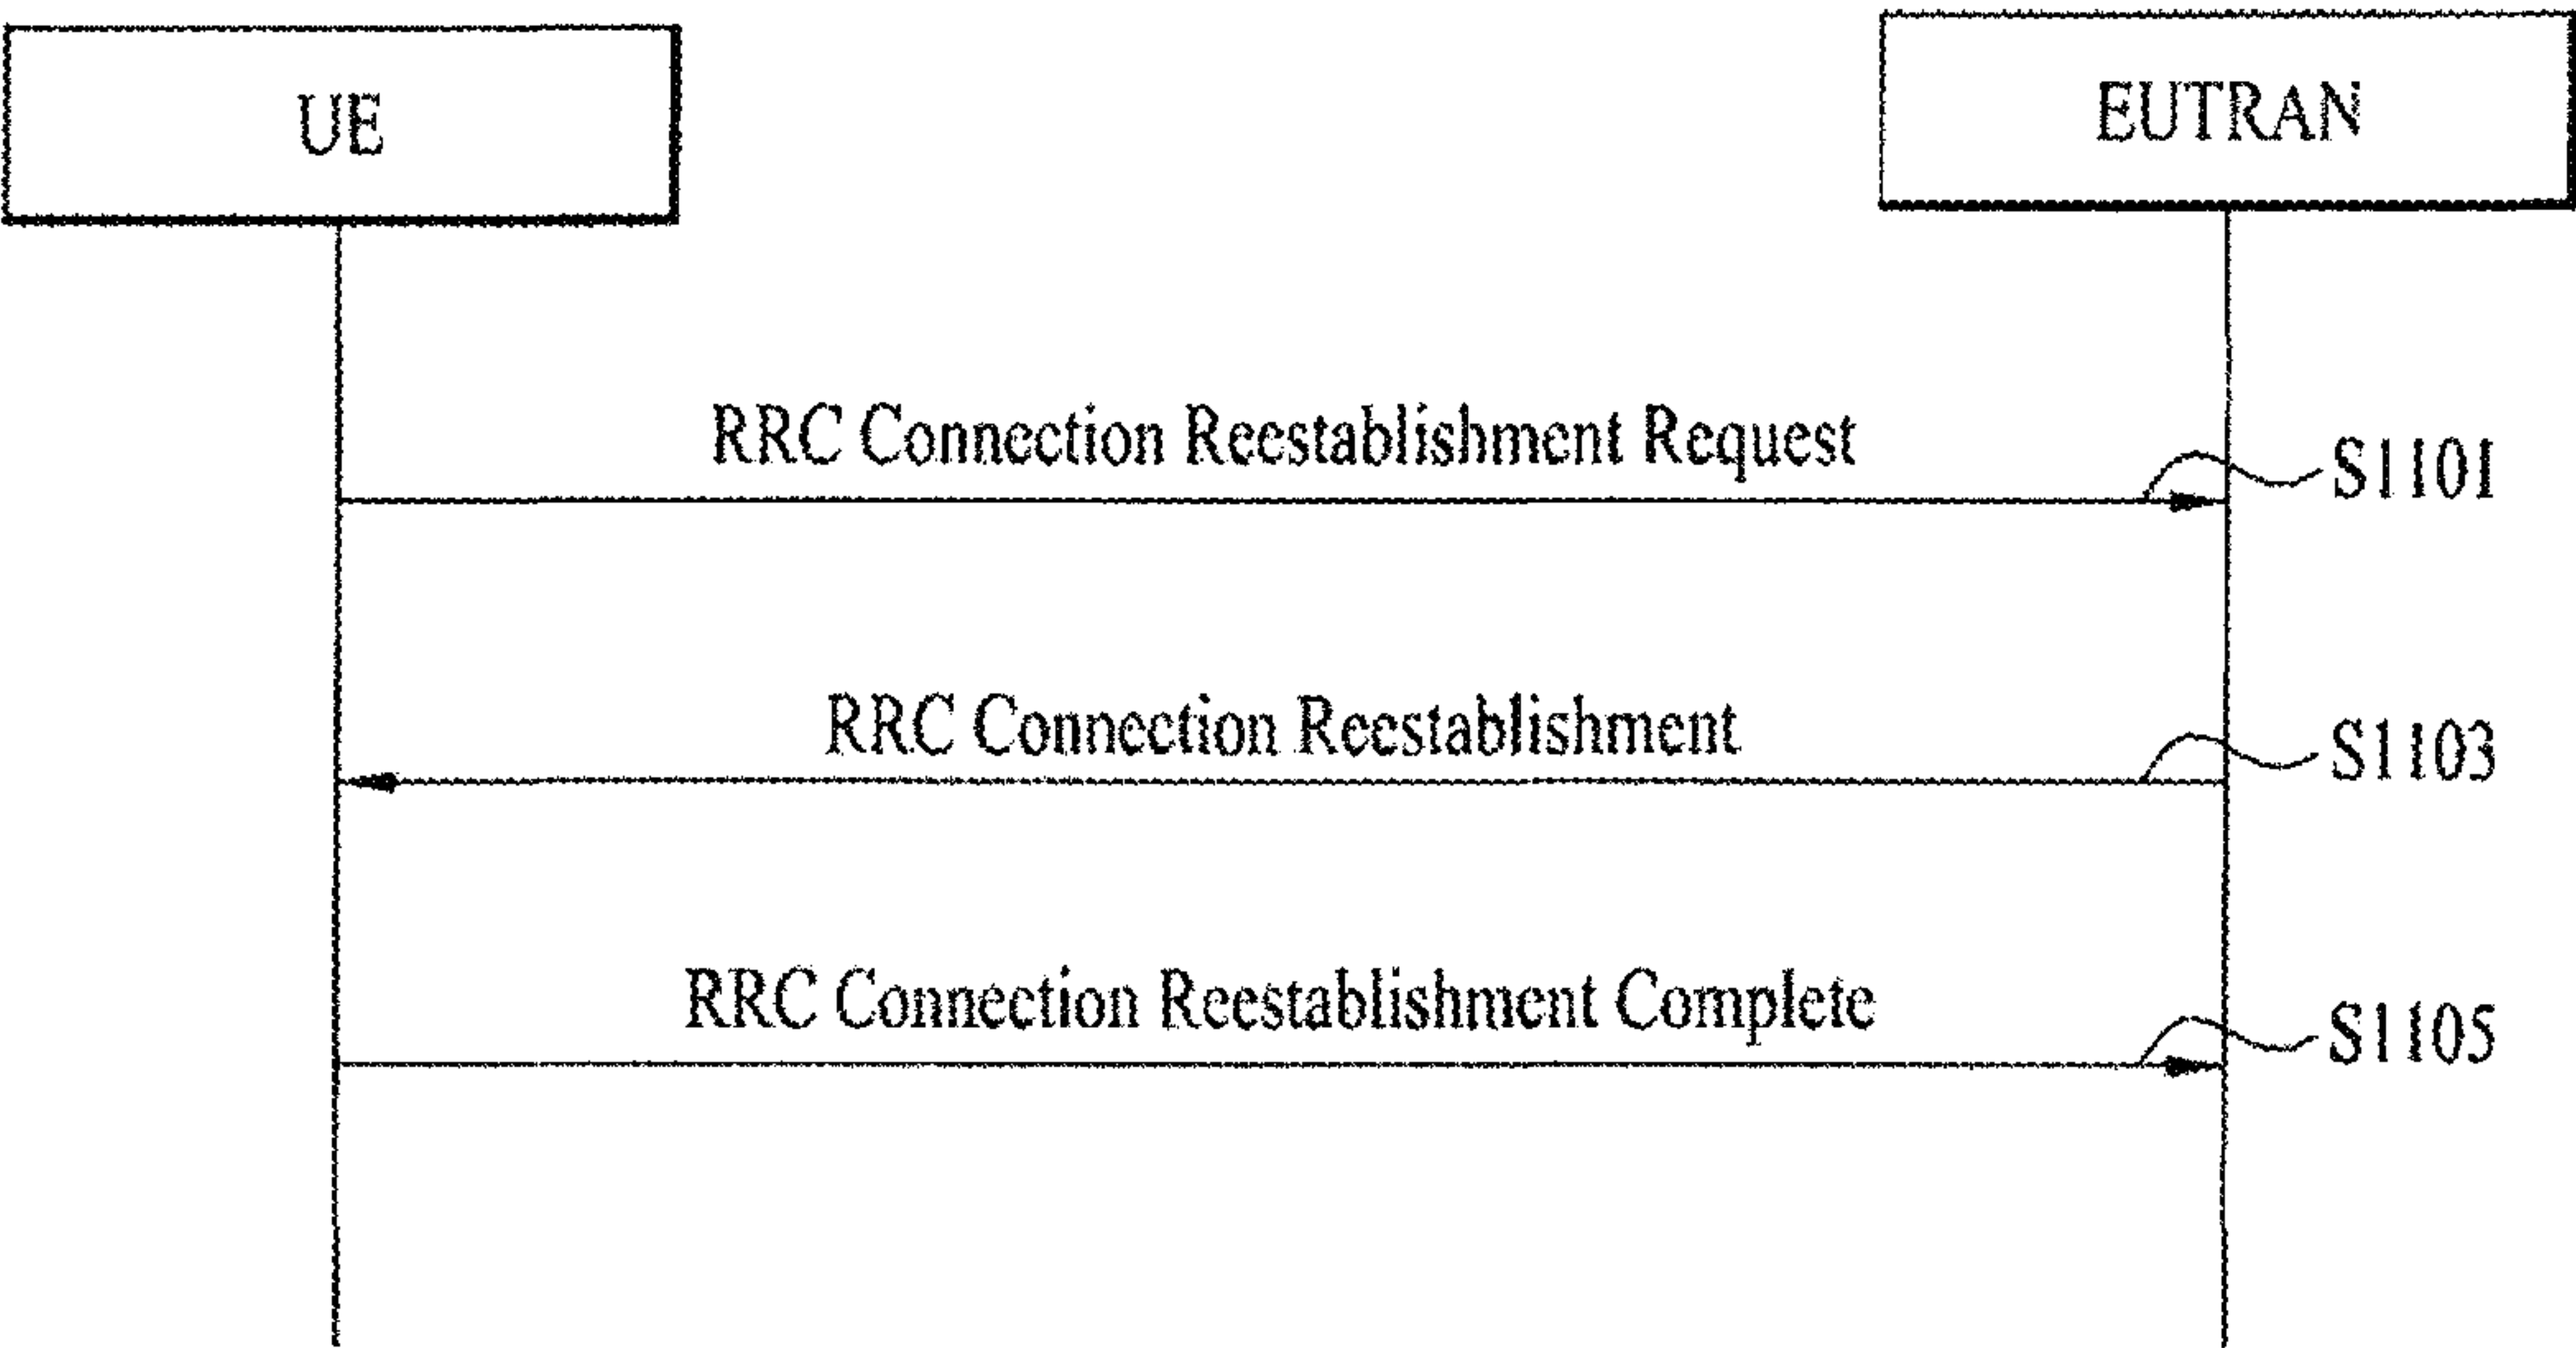 UE
EUTRAN
RRC Connection Reestablishment Request
S1101
RRC Connection Reestablishment
S1103
RRC Connection Reestablishment Complete
S1105